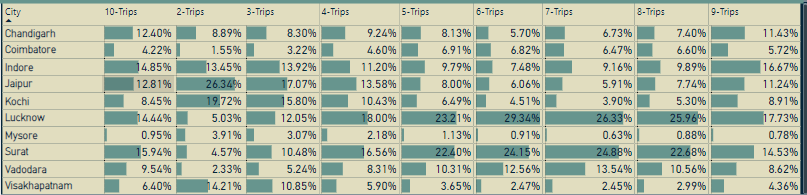 City 10-Trips 2-Trips 3-Trips 4-Trips 5-Trips 6-Trips 7-Trips 8-Trips 9-Trips
Chandigarh 12.40% 8.89% 8.30% 9.24% 8.13% 5.70% 6.73% 7.40% 11.43%
Coimbatore 4.22% 1.55% 3.22% 4.60% 6.91% 6.82% 6.47% 6.60% 5.72%
Indore 14.85% 13.45% 13.92% 11.20% 9.79% 7.48% 9.16% 9.89% 16.67%
Jaipur 12.81% 26.34% 17.07% 13.58% 8.00% 6.06% 5.91% 7.74% 11.24%
Kochi 8.45% 19.72% 15.80% 10.43% 6.49% 4.51% 3.90% 5.30% 8.91%
Lucknow 14.44% 5.03% 12.05% 18.00% 23.21% 29.34% 26.33% 25.96% 17.73%
Mysore 0.95% 3.91% 3.07% 2.18% 1.13% 0.91% 0.63% 0.88% 0.78%
Surat 15.94% 4.57% 10.48% 16.56% 22.40% 24.15% 24.88% 22.68% 14.53%
Vadodara 9.54% 2.33% 5.24% 8.31% 10.31% 12.56% 13.54% 10.56% 8.62%
Visakhapatnam 6.40% 14.21% 10.85% 5.90% 3.65% 2.47% 2.45% 2.99% 4.36%